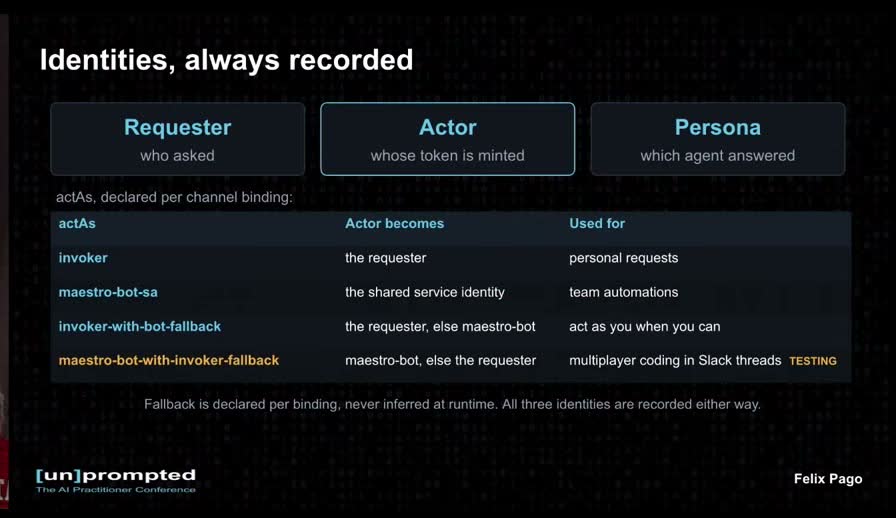 Identities, always recorded
Requester
who asked
Actor
whose token is minted
Persona
which agent answered
actAs, declared per channel binding:
actAs Actor becomes Used for
invoker the requester personal requests
maestro-bot-sa the shared service identity team automations
invoker-with-bot-fallback the requester, else maestro-bot act as you when you can
maestro-bot-with-invoker-fallback maestro-bot, else the requester multiplayer coding in Slack threads TESTING
Fallback is declared per binding, never inferred at runtime. All three identities are recorded either way.
[un]prompted
The AI Practitioner Conference
Felix Pago